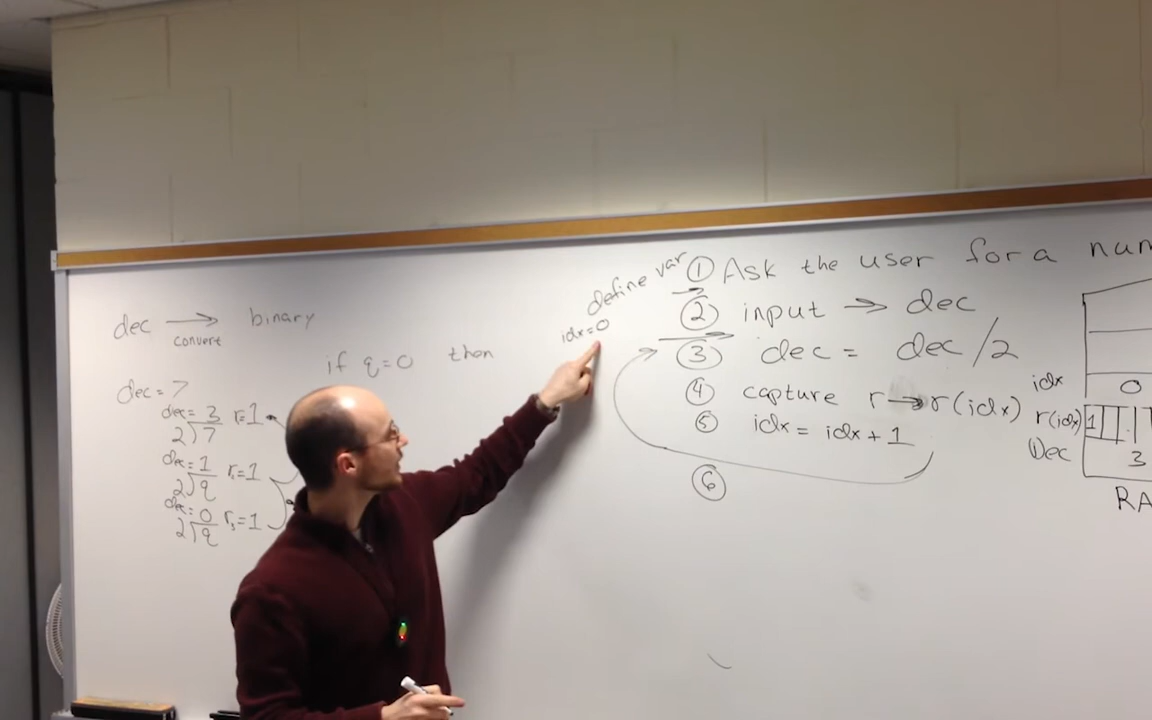 dec → binary
convert
if q=0 then
dec=7
dec=3 r=1
2)7
dec=1 r=1
2)q
dec=0 r=1
2)q
define var
idx=0
① Ask the user for a
② input → dec
③ dec = dec/2
④ capture r→r(idx)
⑤ idx = idx+1
⑥
idx 0
r(idx) 1
Dec 3